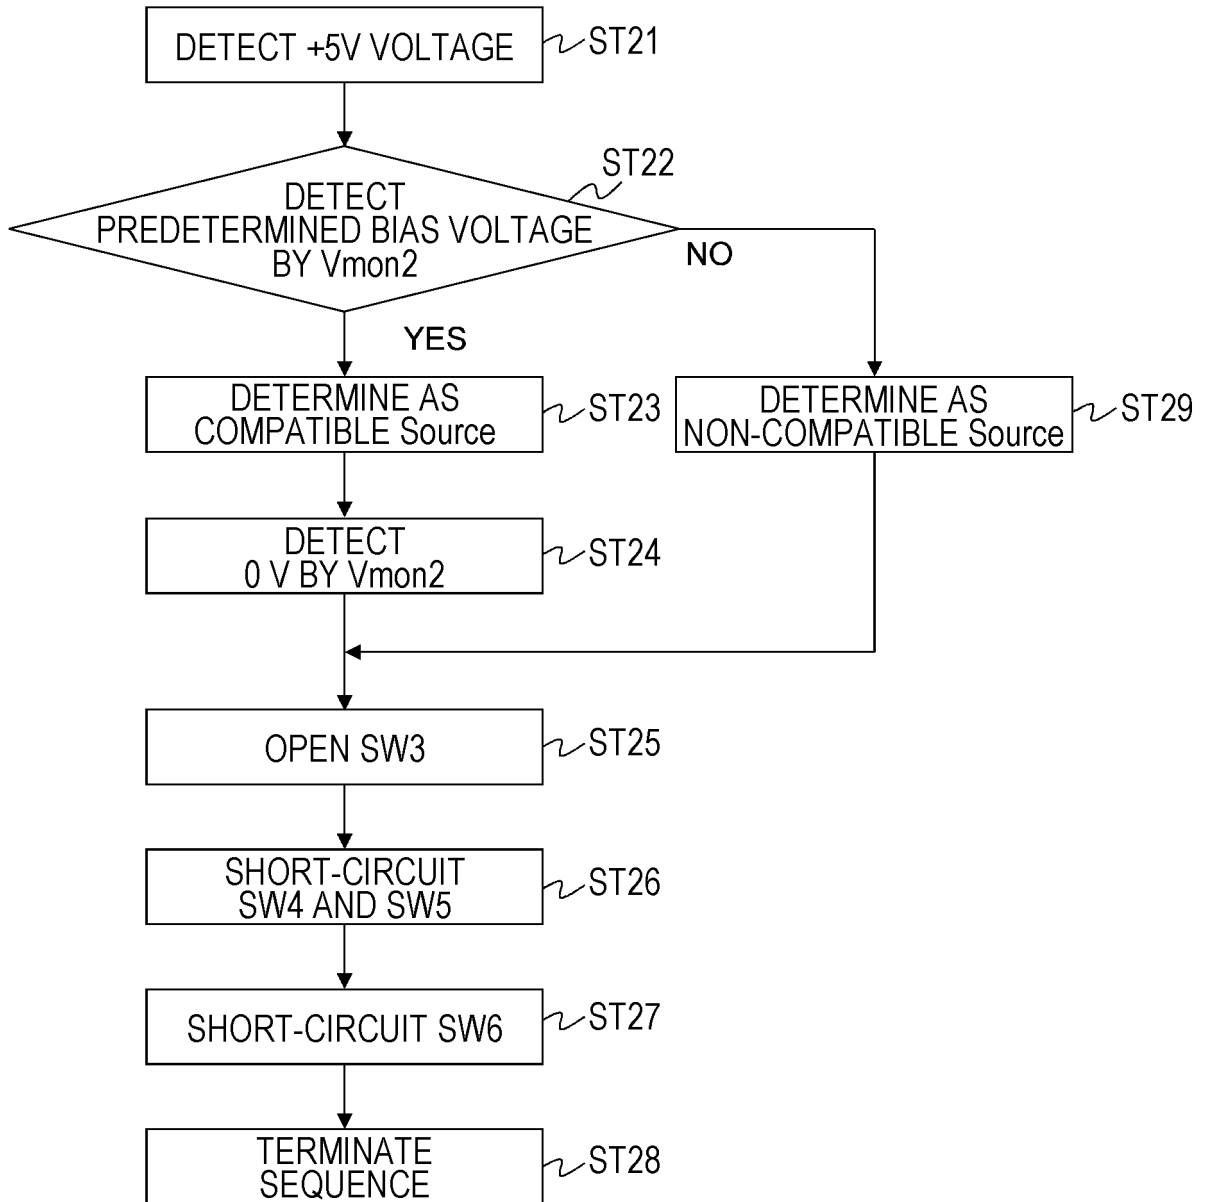 DETECT +5V VOLTAGE
ST21
DETECT
PREDETERMINED BIAS VOLTAGE
BY Vmon2
ST22
NO
YES
DETERMINE AS
COMPATIBLE Source
ST23
DETERMINE AS
NON-COMPATIBLE Source
ST29
DETECT
0 V BY Vmon2
ST24
OPEN SW3
ST25
SHORT-CIRCUIT
SW4 AND SW5
ST26
SHORT-CIRCUIT SW6
ST27
TERMINATE
SEQUENCE
ST28